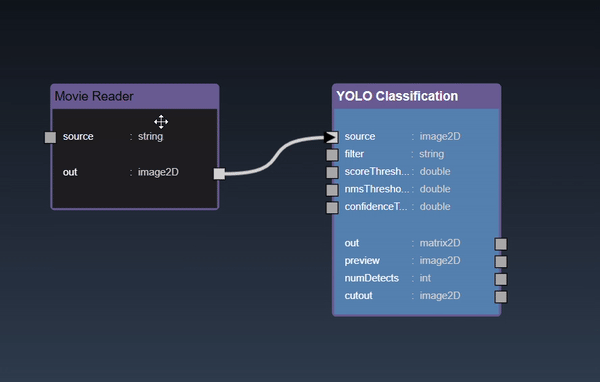 Movie Reader
source : string
out : image2D
YOLO Classification
source : image2D
filter : string
scoreThresh... : double
nmsThresho... : double
confidenceT... : double
out : matrix2D
preview : image2D
numDetects : int
cutout : image2D